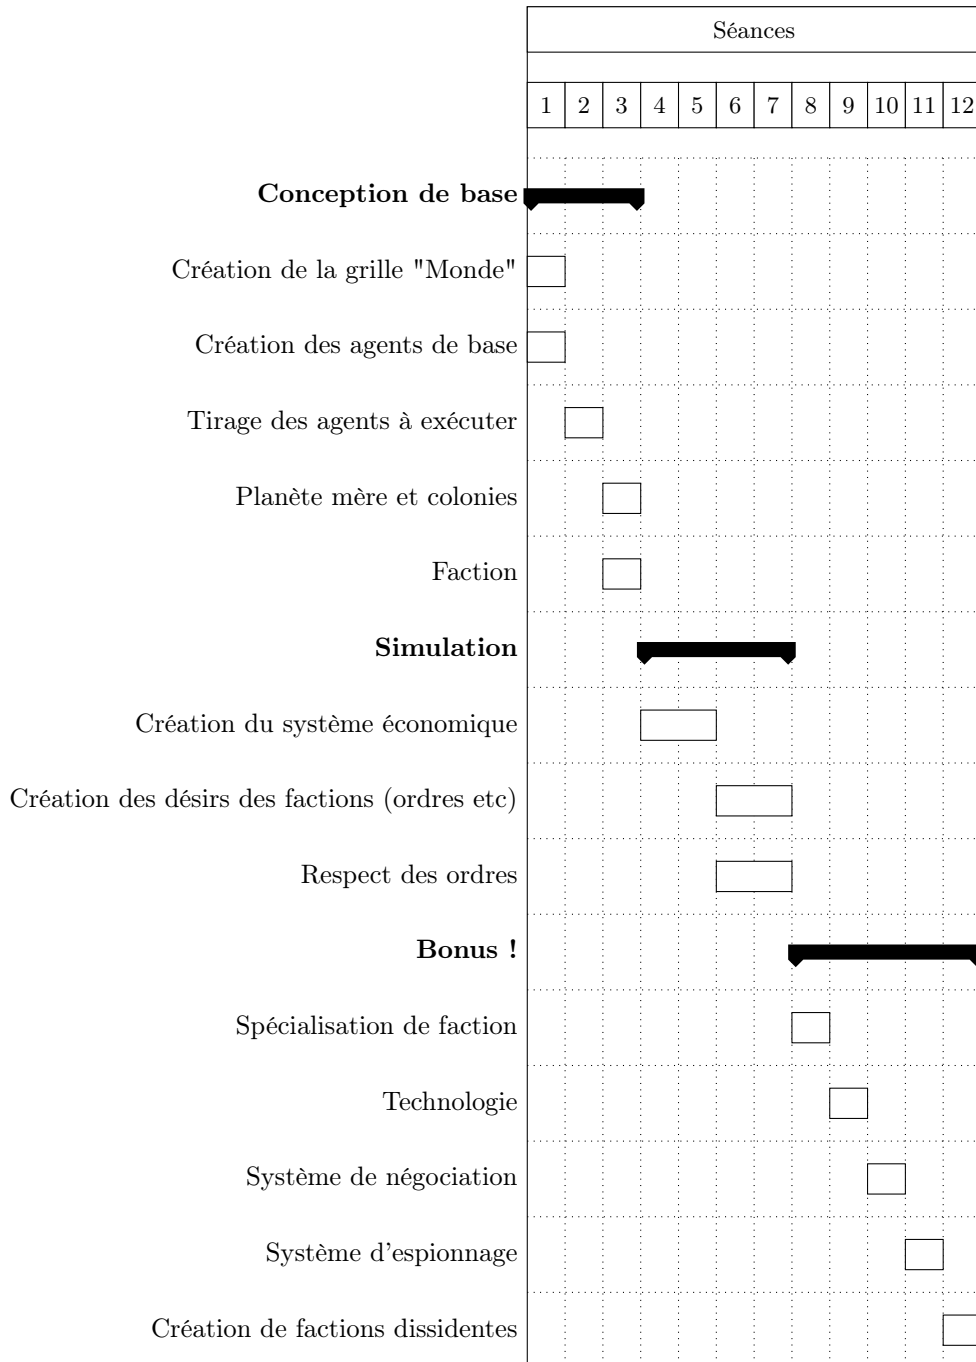 Séances
1 2 3 4 5 6 7 8 9 10 11 12
Conception de base
Création de la grille "Monde"
Création des agents de base
Tirage des agents à exécuter
Planète mère et colonies
Faction
Simulation
Création du système économique
Création des désirs des factions (ordres etc)
Respect des ordres
Bonus !
Spécialisation de faction
Technologie
Système de négociation
Système d'espionnage
Création de factions dissidentes